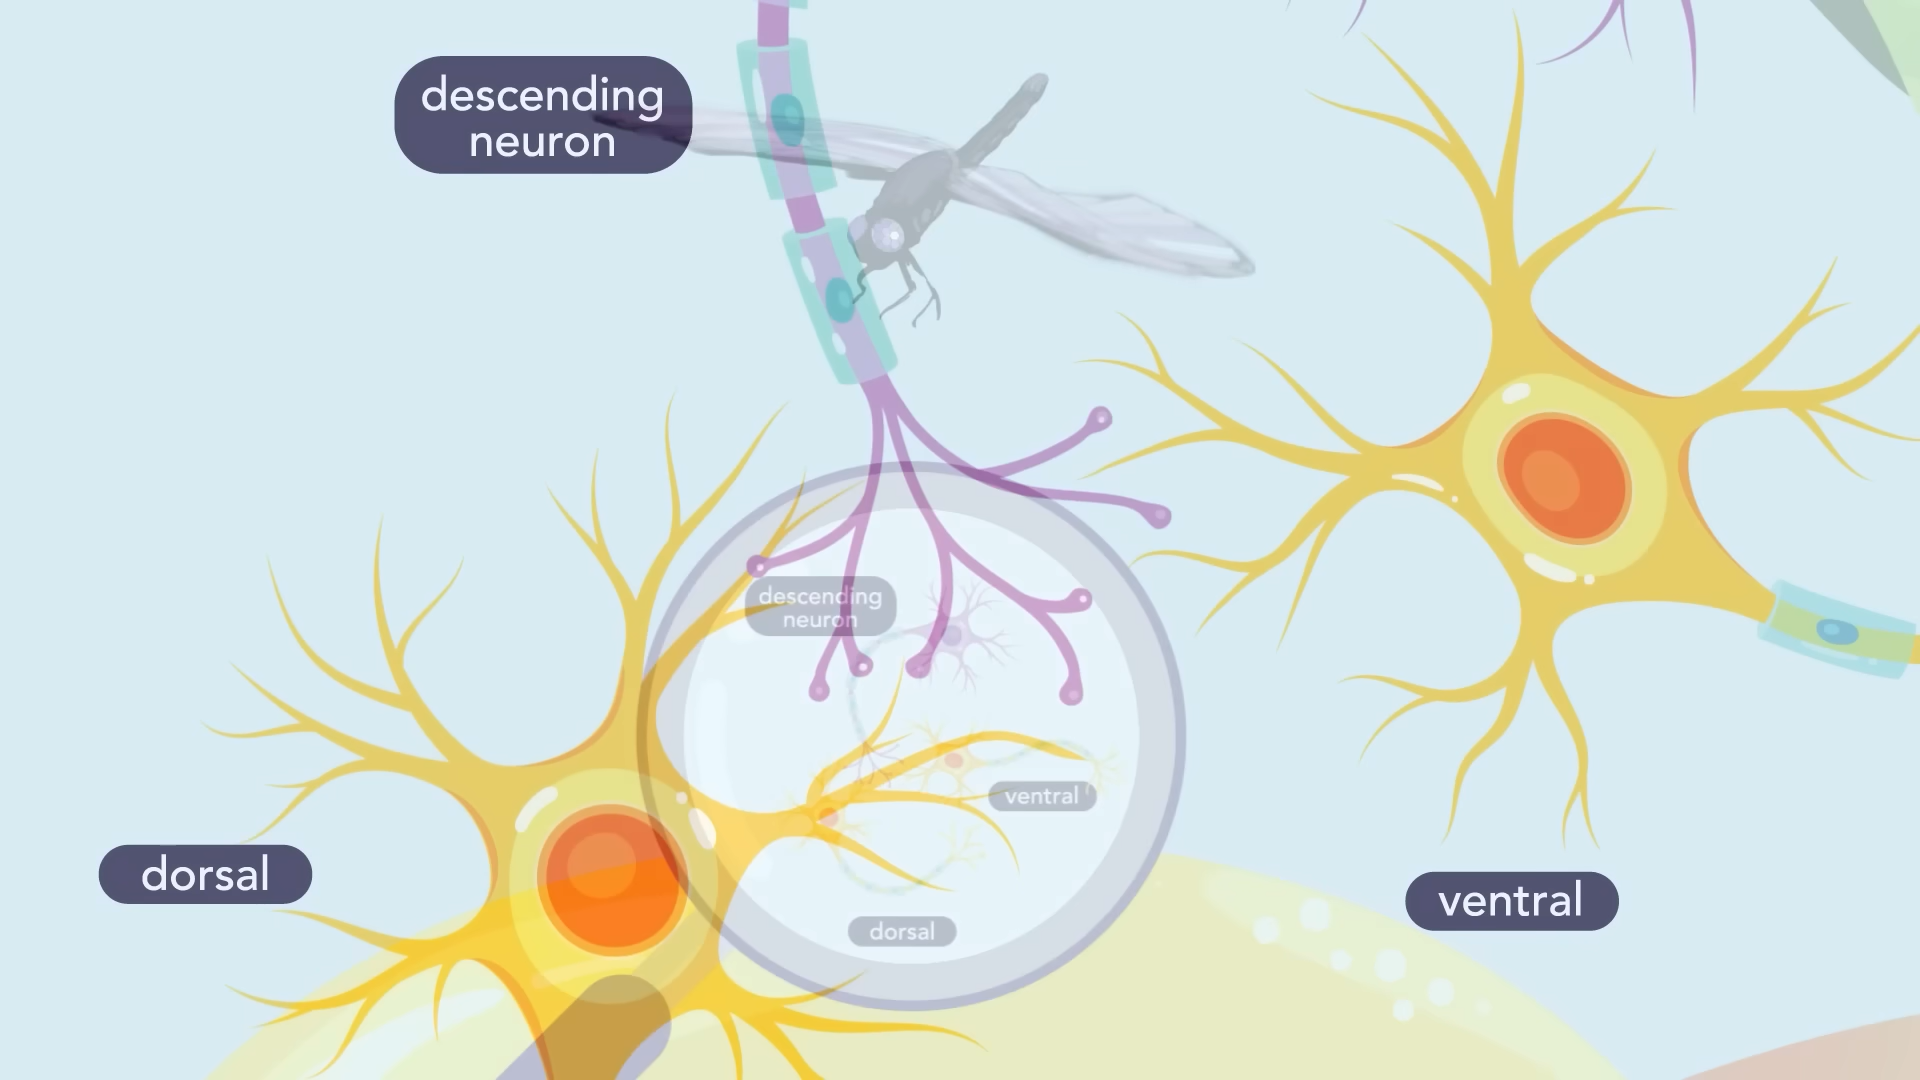 descending
neuron
descending
neuron
ventral
dorsal
ventral
dorsal